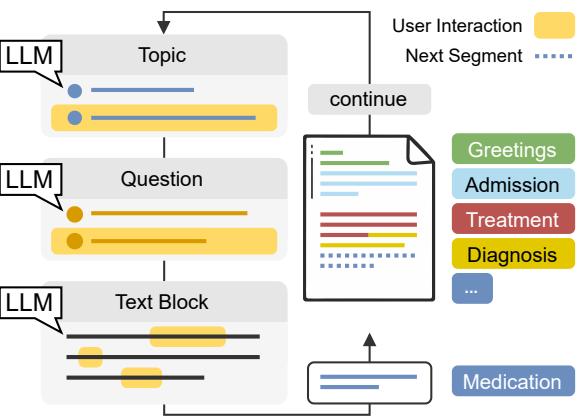 User Interaction
Next Segment
LLM
Topic
continue
LLM
Question
Greetings
Admission
Treatment
Diagnosis
...
LLM
Text Block
Medication